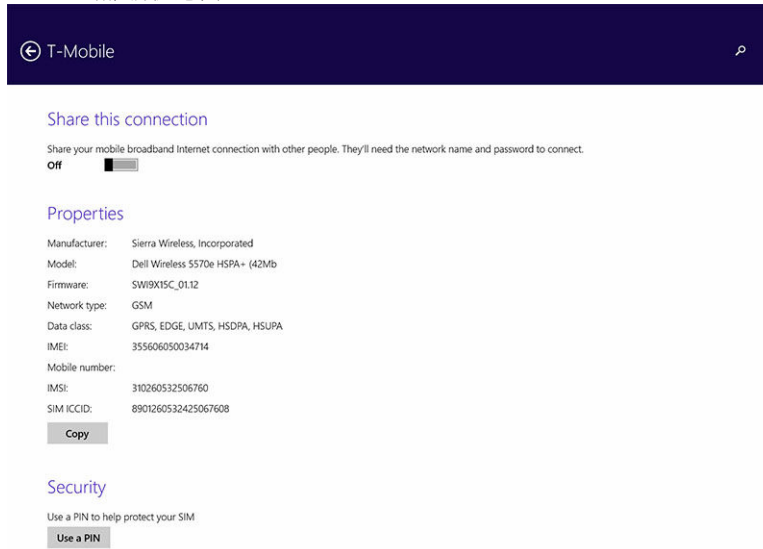 T-Mobile
Share this connection
Share your mobile broadband Internet connection with other people. They'll need the network name and password to connect.
Off
Properties
Manufacturer: Sierra Wireless, Incorporated
Model: Dell Wireless 5570e HSPA+ (42Mb
Firmware: SWI9X15C_01.12
Network type: GSM
Data class: GPRS, EDGE, UMTS, HSDPA, HSUPA
IMEI: 355606050034714
Mobile number:
IMSI: 310260532506760
SIM ICCID: 8901260532425067608
Copy
Security
Use a PIN to help protect your SIM
Use a PIN